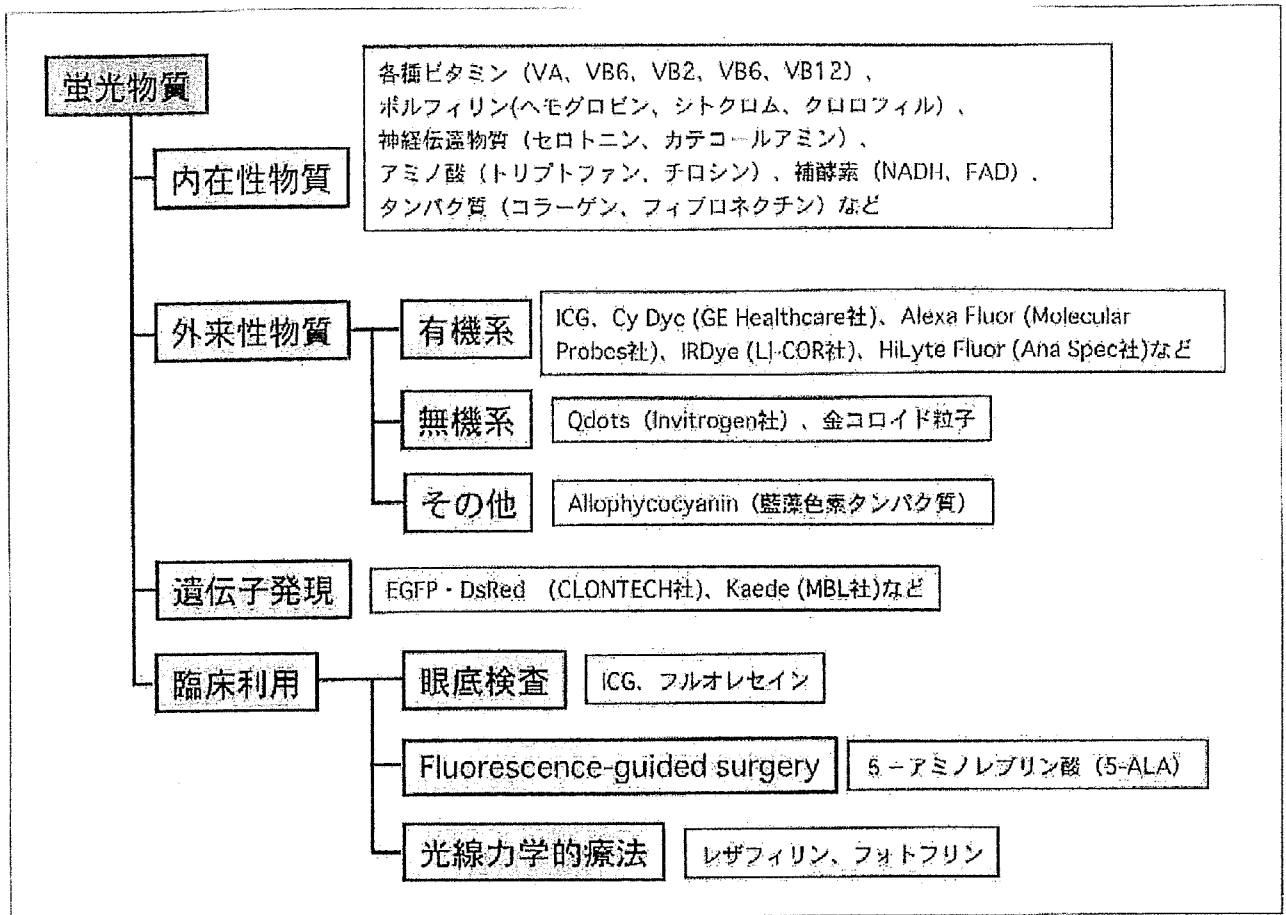 蛍光物質
内在性物質
各種ビタミン（VA、VB6、VB2、VB6、VB12）、
ポルフィリン(ヘモグロビン、シトクロム、クロロフィル）、
神経伝達物質（セロトニン、カテコールアミン）、
アミノ酸（トリプトファン、チロシン）、補酵素（NADH、FAD）、
タンパク質（コラーゲン、フィブロネクチン）など
外来性物質
有機系
ICG、Cy Dye (GE Healthcare社)、Alexa Fluor (Molecular
Probes社)、IRDye (LI-COR社)、HiLyte Fluor (Ana Spec社)など
無機系
Qdots（Invitrogen社）、金コロイド粒子
その他
Allophycocyanin（藍藻色素タンパク質）
遺伝子発現
EGFP・DsRed （CLONTECH社)、Kaede (MBL社)など
臨床利用
眼底検査
ICG、フルオレセイン
Fluorescence-guided surgery
5－アミノレブリン酸（5-ALA）
光線力学的療法
レザフィリン、フォトフリン